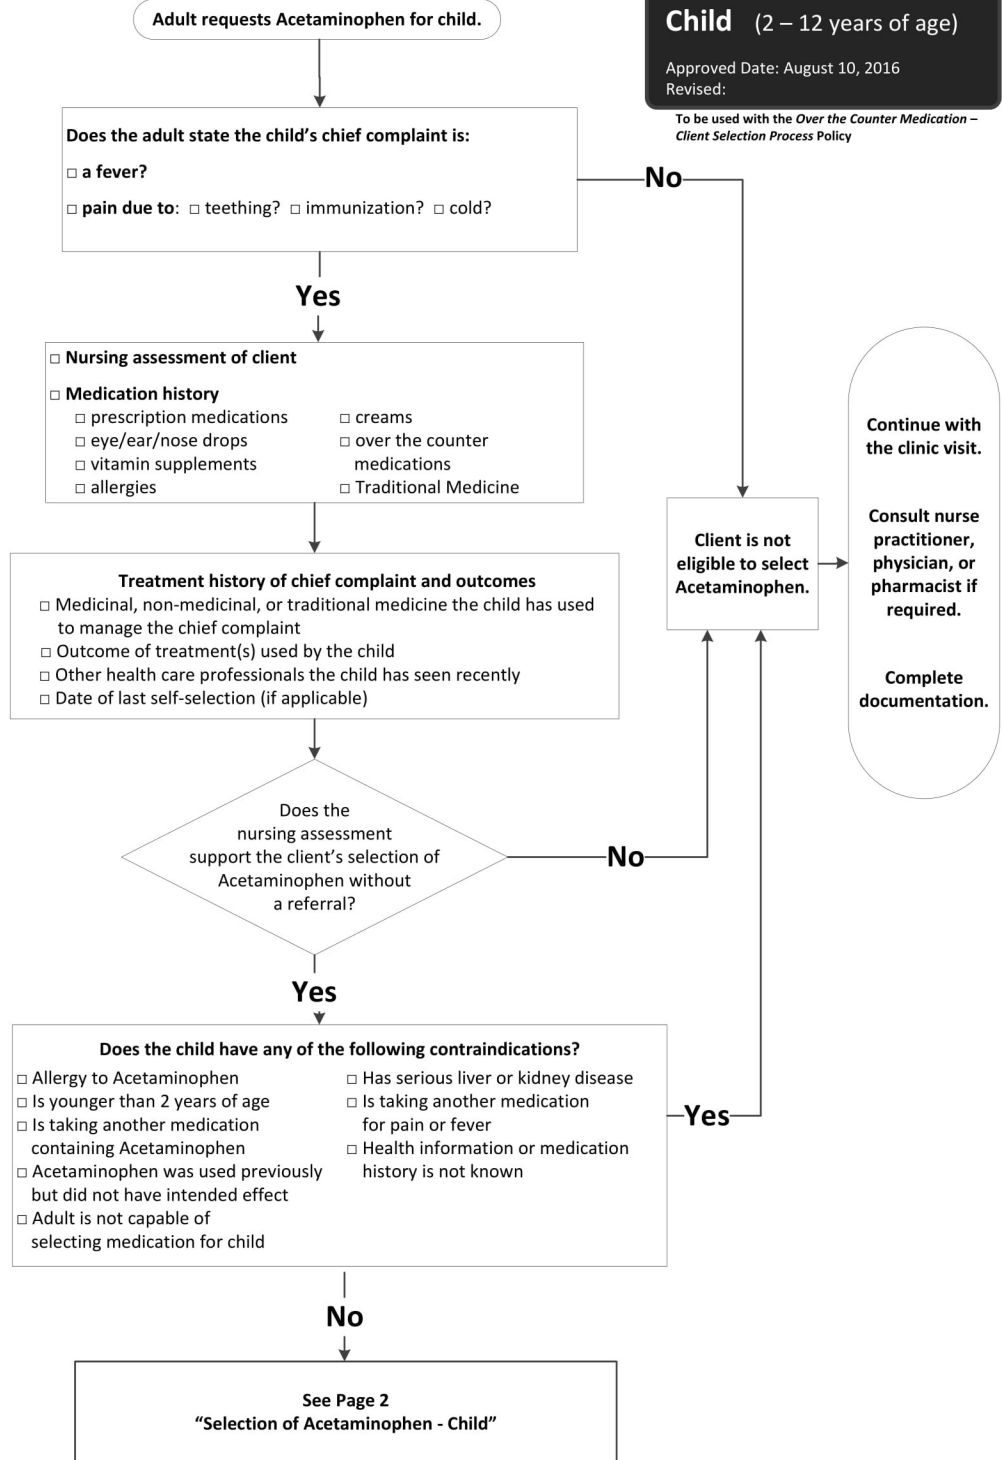 Adult requests Acetaminophen for child.
Child (2 – 12 years of age)
Approved Date: August 10, 2016
Revised:
To be used with the Over the Counter Medication –
Client Selection Process Policy
Does the adult state the child's chief complaint is:
□ a fever?
□ pain due to: □ teething? □ immunization? □ cold?
No
Yes
□ Nursing assessment of client
□ Medication history
□ prescription medications
□ eye/ear/nose drops
□ vitamin supplements
□ allergies
□ creams
□ over the counter
medications
□ Traditional Medicine
Treatment history of chief complaint and outcomes
□ Medicinal, non-medicinal, or traditional medicine the child has used
to manage the chief complaint
□ Outcome of treatment(s) used by the child
□ Other health care professionals the child has seen recently
□ Date of last self-selection (if applicable)
Client is not
eligible to select
Acetaminophen.
Continue with
the clinic visit.
Consult nurse
practitioner,
physician, or
pharmacist if
required.
Complete
documentation.
Does the
nursing assessment
support the client's selection of
Acetaminophen without
a referral?
No
Yes
Does the child have any of the following contraindications?
□ Allergy to Acetaminophen
□ Is younger than 2 years of age
□ Is taking another medication
containing Acetaminophen
□ Acetaminophen was used previously
but did not have intended effect
□ Adult is not capable of
selecting medication for child
□ Has serious liver or kidney disease
□ Is taking another medication
for pain or fever
□ Health information or medication
history is not known
Yes
No
See Page 2
"Selection of Acetaminophen - Child"